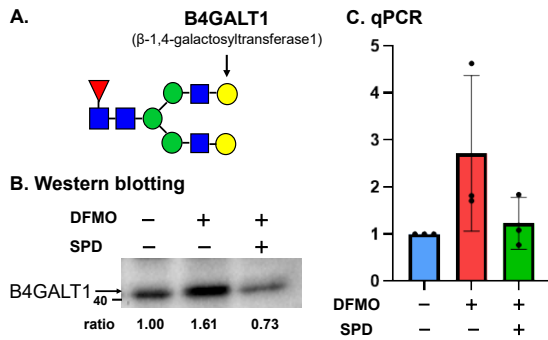 A.
B4GALT1
(β-1,4-galactosyltransferase1)
B. Western blotting
DFMO − + +
SPD − − +
B4GALT1
40
ratio 1.00 1.61 0.73
C. qPCR
5
4
3
2
1
0
DFMO − + +
SPD − − +